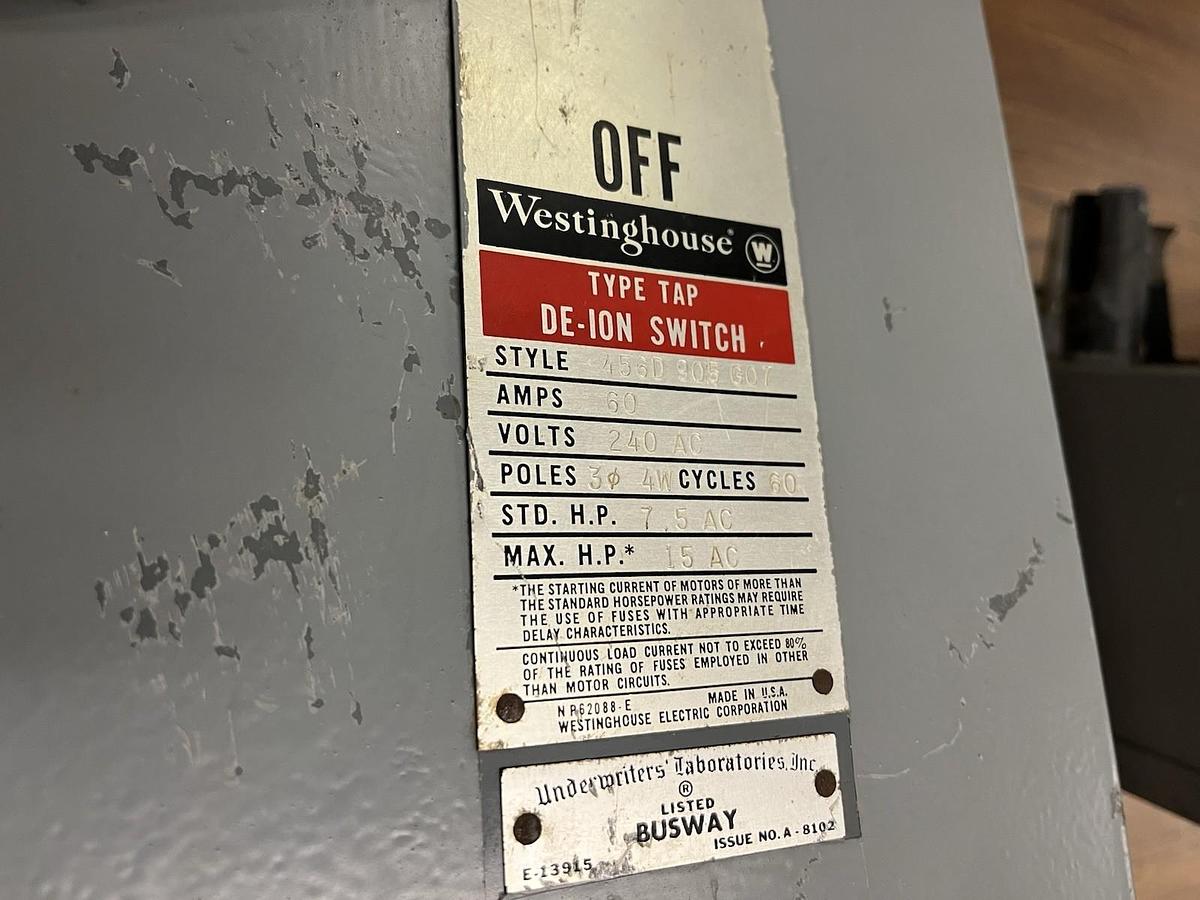 OFF
Westinghouse® W
TYPE TAP
DE-ION SWITCH
STYLE 456D 905 G07
AMPS 60
VOLTS 240 AC
POLES 3φ 4W CYCLES 60
STD. H.P. 7.5 AC
MAX. H.P.* 15 AC
*THE STARTING CURRENT OF MOTORS OF MORE THAN
THE STANDARD HORSEPOWER RATINGS MAY REQUIRE
THE USE OF FUSES WITH APPROPRIATE TIME
DELAY CHARACTERISTICS.
CONTINUOUS LOAD CURRENT NOT TO EXCEED 80%
OF THE RATING OF FUSES EMPLOYED IN OTHER
THAN MOTOR CIRCUITS.
NP62088-E MADE IN U.S.A.
WESTINGHOUSE ELECTRIC CORPORATION
Underwriters' Laboratories, Inc.
®
LISTED
BUSWAY
ISSUE NO. A-8102
E-13915